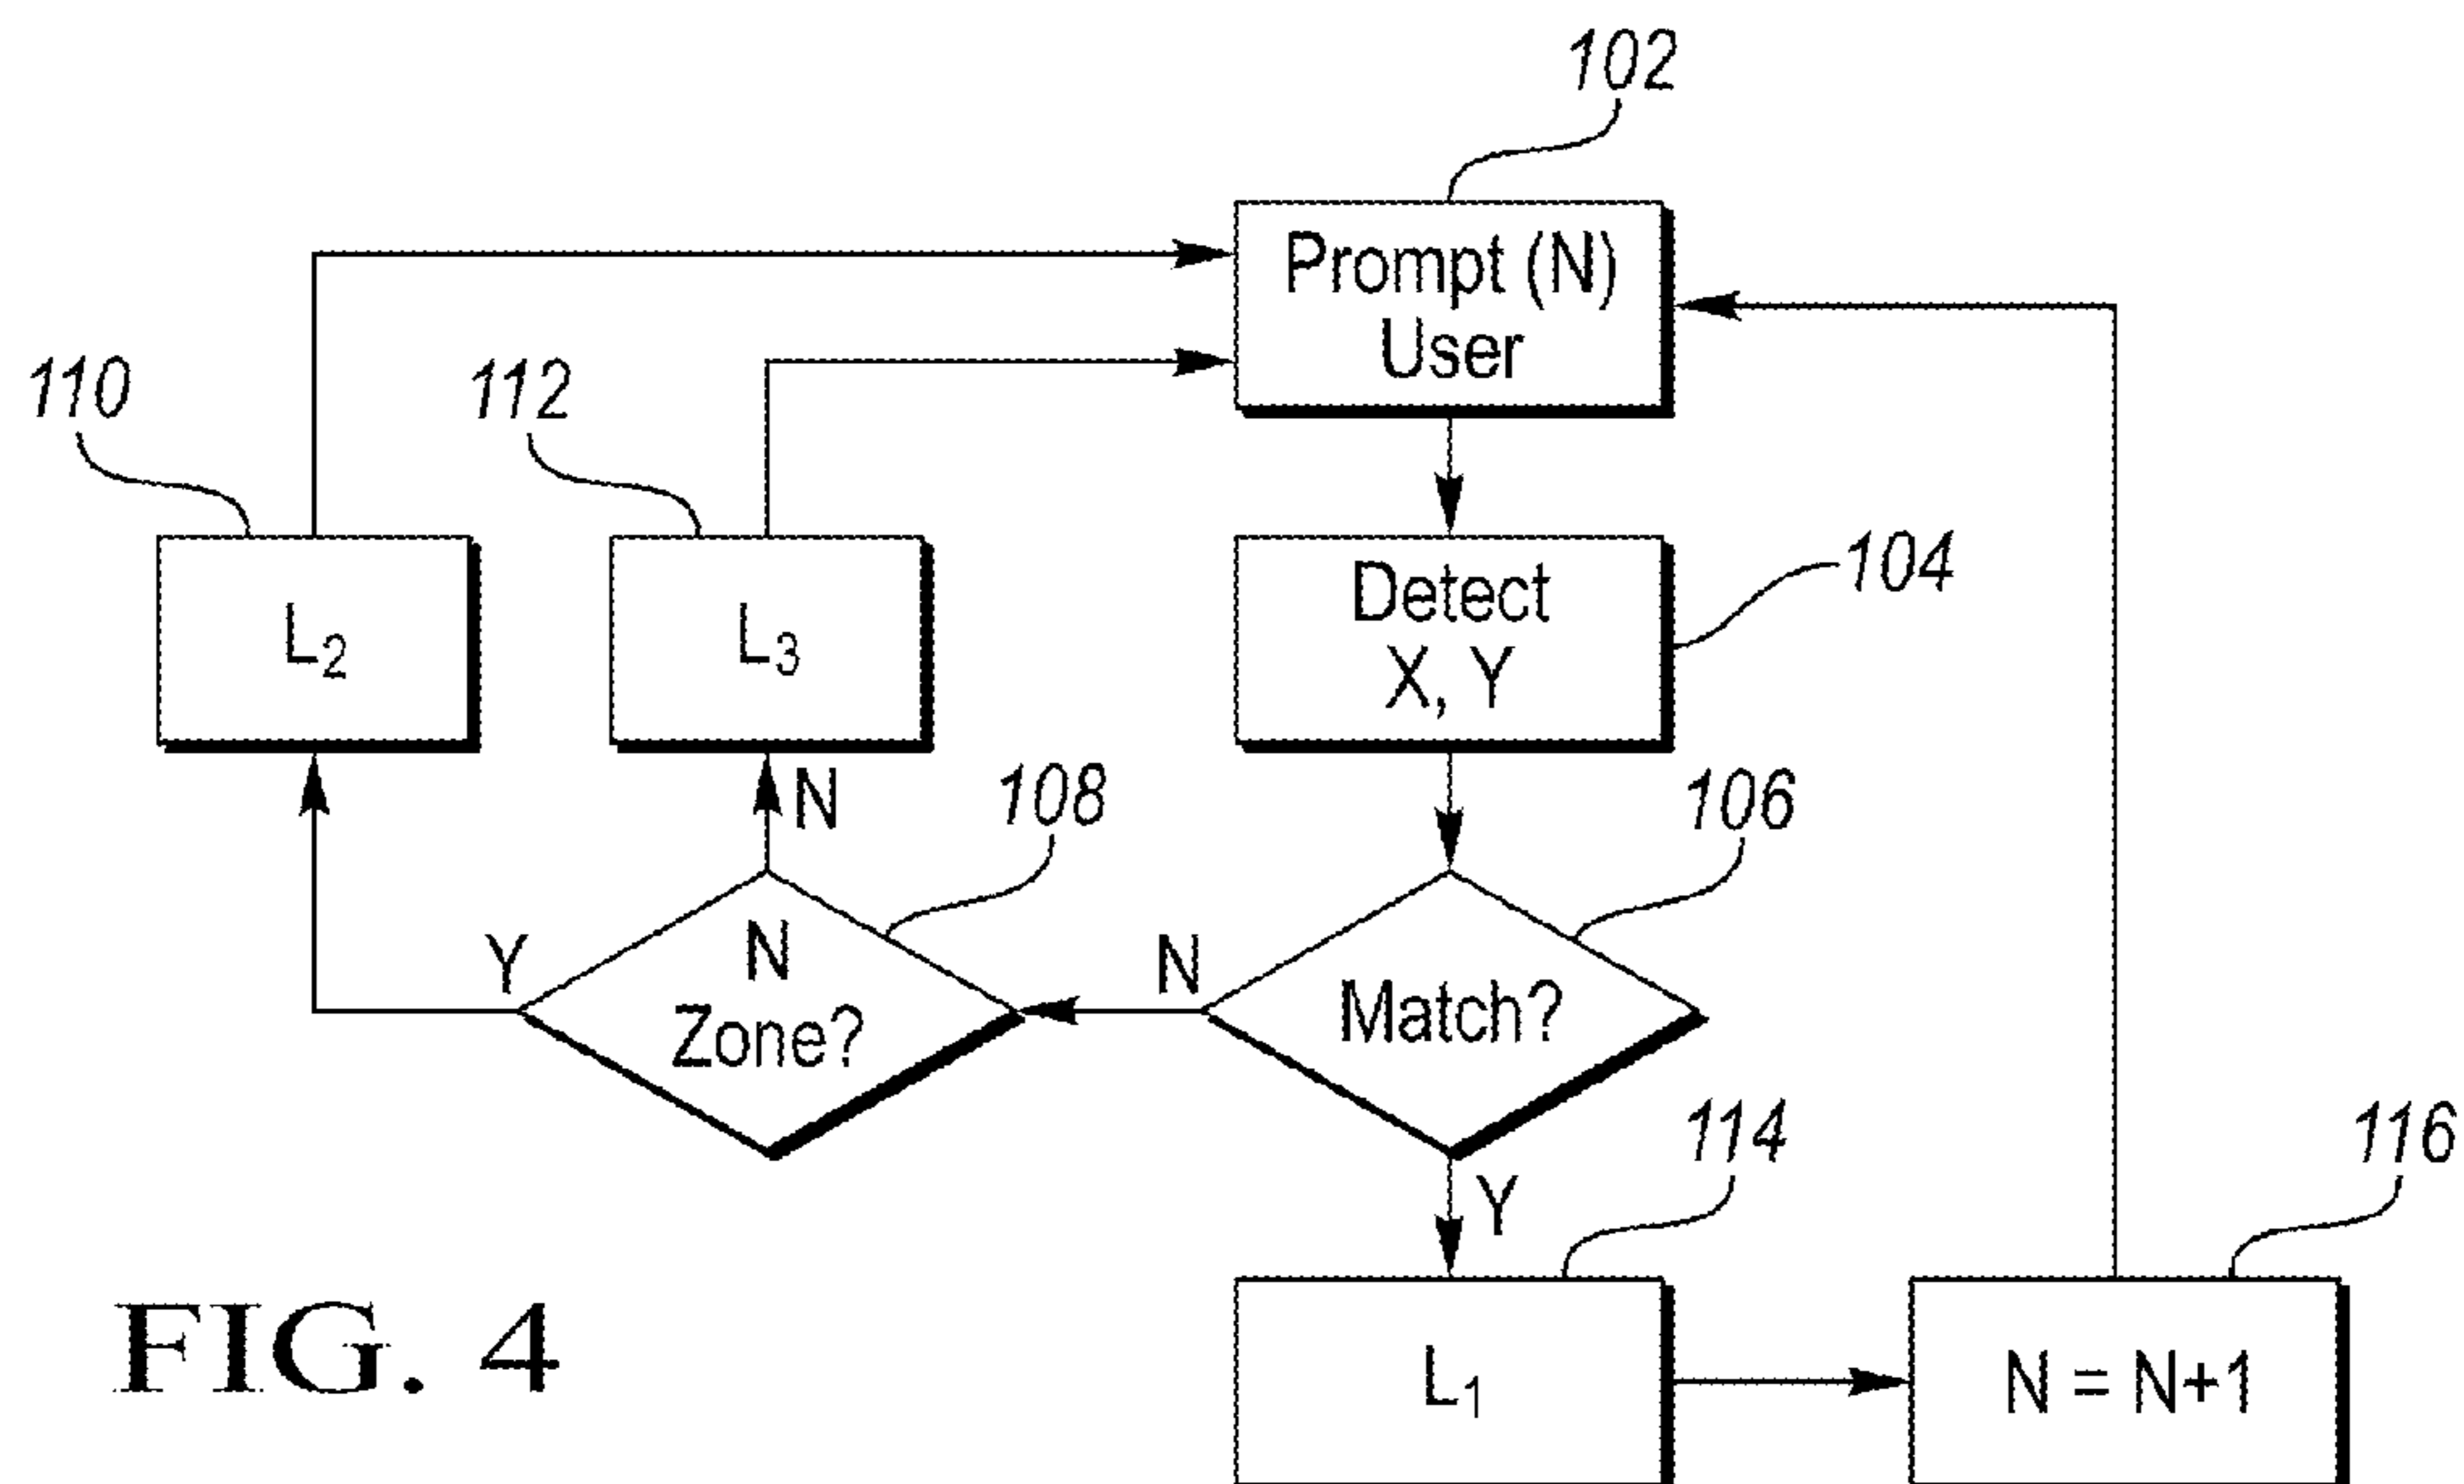 102
Prompt (N)
User
110
112
104
L2
L3
Detect
X, Y
N
108
106
Y
N
Zone?
N
Match?
Y
114
116
L1
N = N+1
FIG. 4